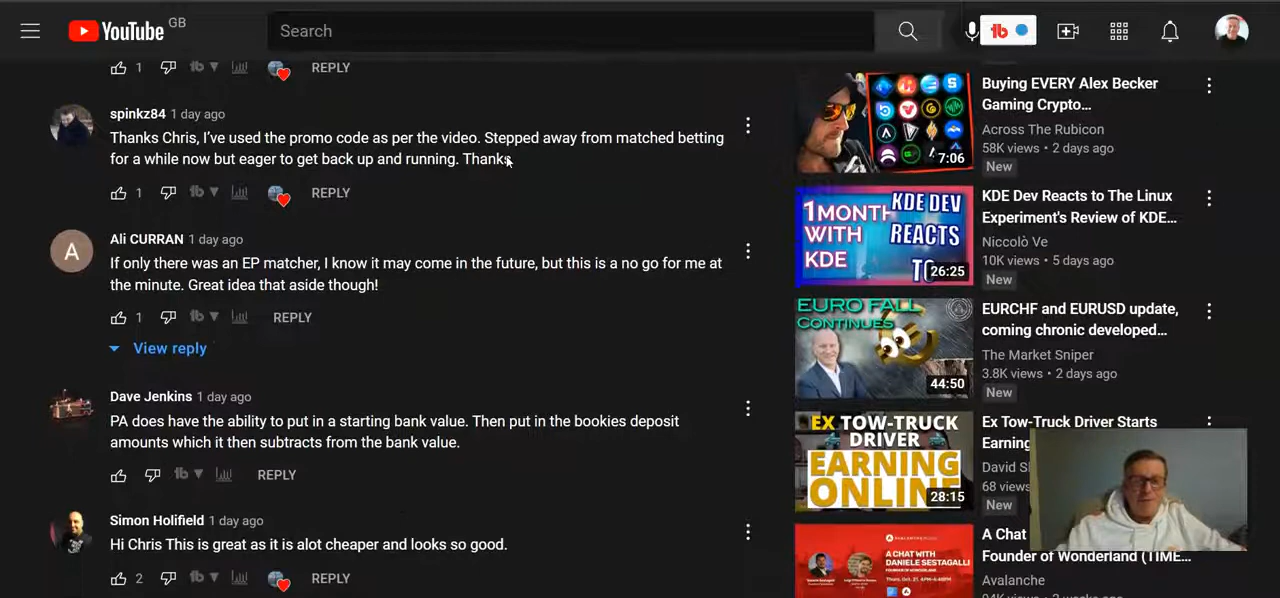 YouTube GB
Search
1 REPLY
spinkz84 1 day ago
Thanks Chris, I've used the promo code as per the video. Stepped away from matched betting
for a while now but eager to get back up and running. Thanks
1 REPLY
A
Ali CURRAN 1 day ago
If only there was an EP matcher, I know it may come in the future, but this is a no go for me at
the minute. Great idea that aside though!
1 REPLY
View reply
Dave Jenkins 1 day ago
PA does have the ability to put in a starting bank value. Then put in the bookies deposit
amounts which it then subtracts from the bank value.
REPLY
Simon Holifield 1 day ago
Hi Chris This is great as it is alot cheaper and looks so good.
2 REPLY
7:06
Buying EVERY Alex Becker
Gaming Crypto...
Across The Rubicon
58K views • 2 days ago
New
1MONTH
WITH
KDE
KDE DEV
REACTS
26:25
KDE Dev Reacts to The Linux
Experiment's Review of KDE...
Niccolò Ve
10K views • 5 days ago
New
EURO FALL
CONTINUES
44:50
EURCHF and EURUSD update,
coming chronic developed...
The Market Sniper
3.8K views • 2 days ago
New
EX TOW-TRUCK
DRIVER
EARNING
ONLINE
28:15
Ex Tow-Truck Driver Starts
Earning
David
68 views
New
A CHAT WITH
DANIELE SESTAGALLI
FOUNDER OF WONDERLAND
A Chat
Founder of Wonderland (TIME...
Avalanche